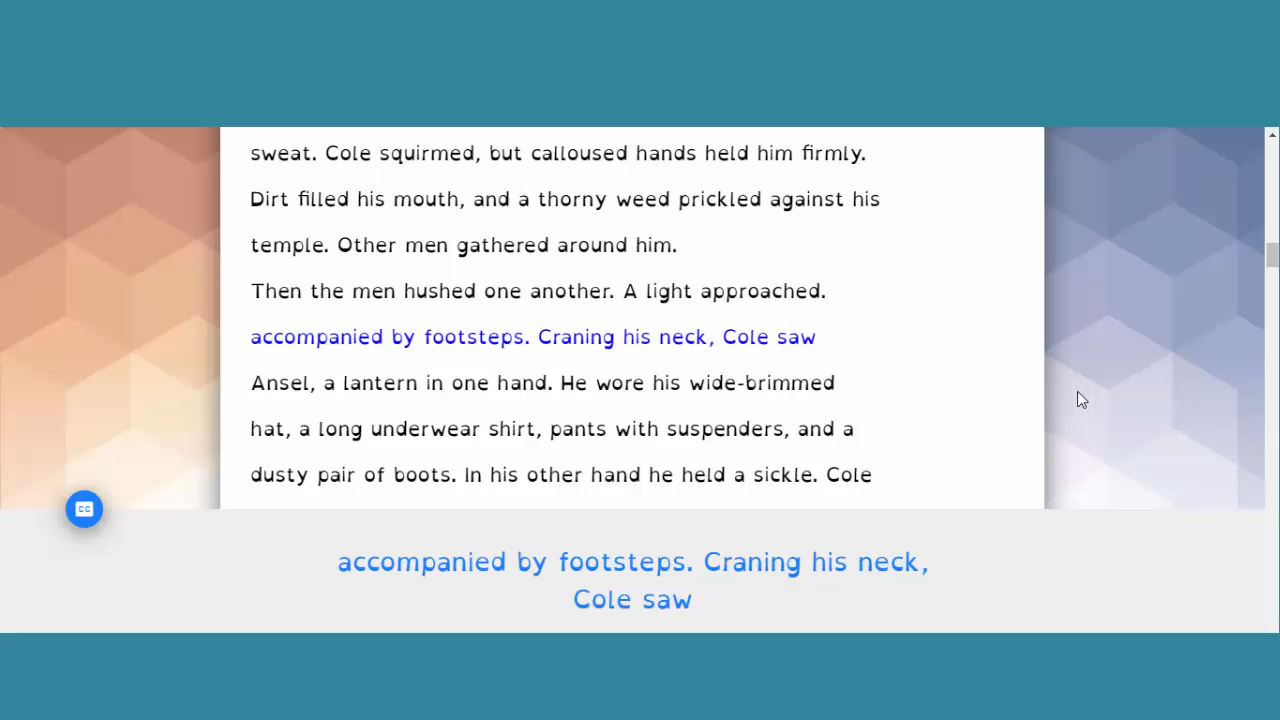 sweat. Cole squirmed, but calloused hands held him firmly.
Dirt filled his mouth, and a thorny weed prickled against his
temple. Other men gathered around him.
Then the men hushed one another. A light approached.
accompanied by footsteps. Craning his neck, Cole saw
Ansel, a lantern in one hand. He wore his wide-brimmed
hat, a long underwear shirt, pants with suspenders, and a
dusty pair of boots. In his other hand he held a sickle. Cole
CC
accompanied by footsteps. Craning his neck,
Cole saw